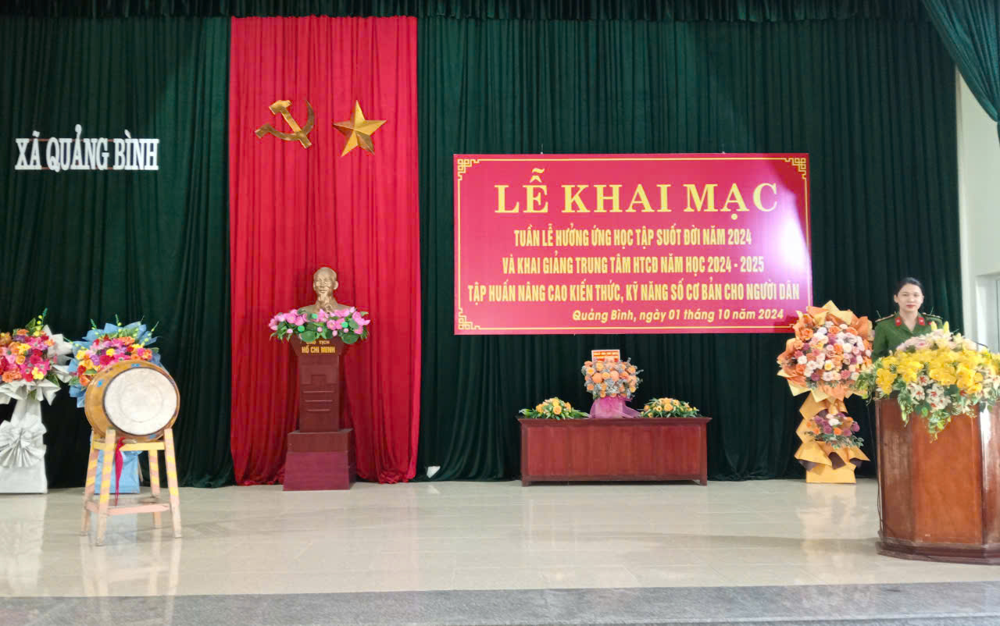 XÃ QUẢNG BÌNH
LỄ KHAI MẠC
TUẦN LỄ HƯỞNG ỨNG HỌC TẬP SUỐT ĐỜI NĂM 2024
VÀ KHAI GIẢNG TRUNG TÂM HTCĐ NĂM HỌC 2024 - 2025
TẬP HUẤN NÂNG CAO KIẾN THỨC, KỸ NĂNG SỐ CƠ BẢN CHO NGƯỜI DÂN
Quảng Bình, ngày 01 tháng 10 năm 2024
CHỦ TỊCH
HỒ CHÍ MINH